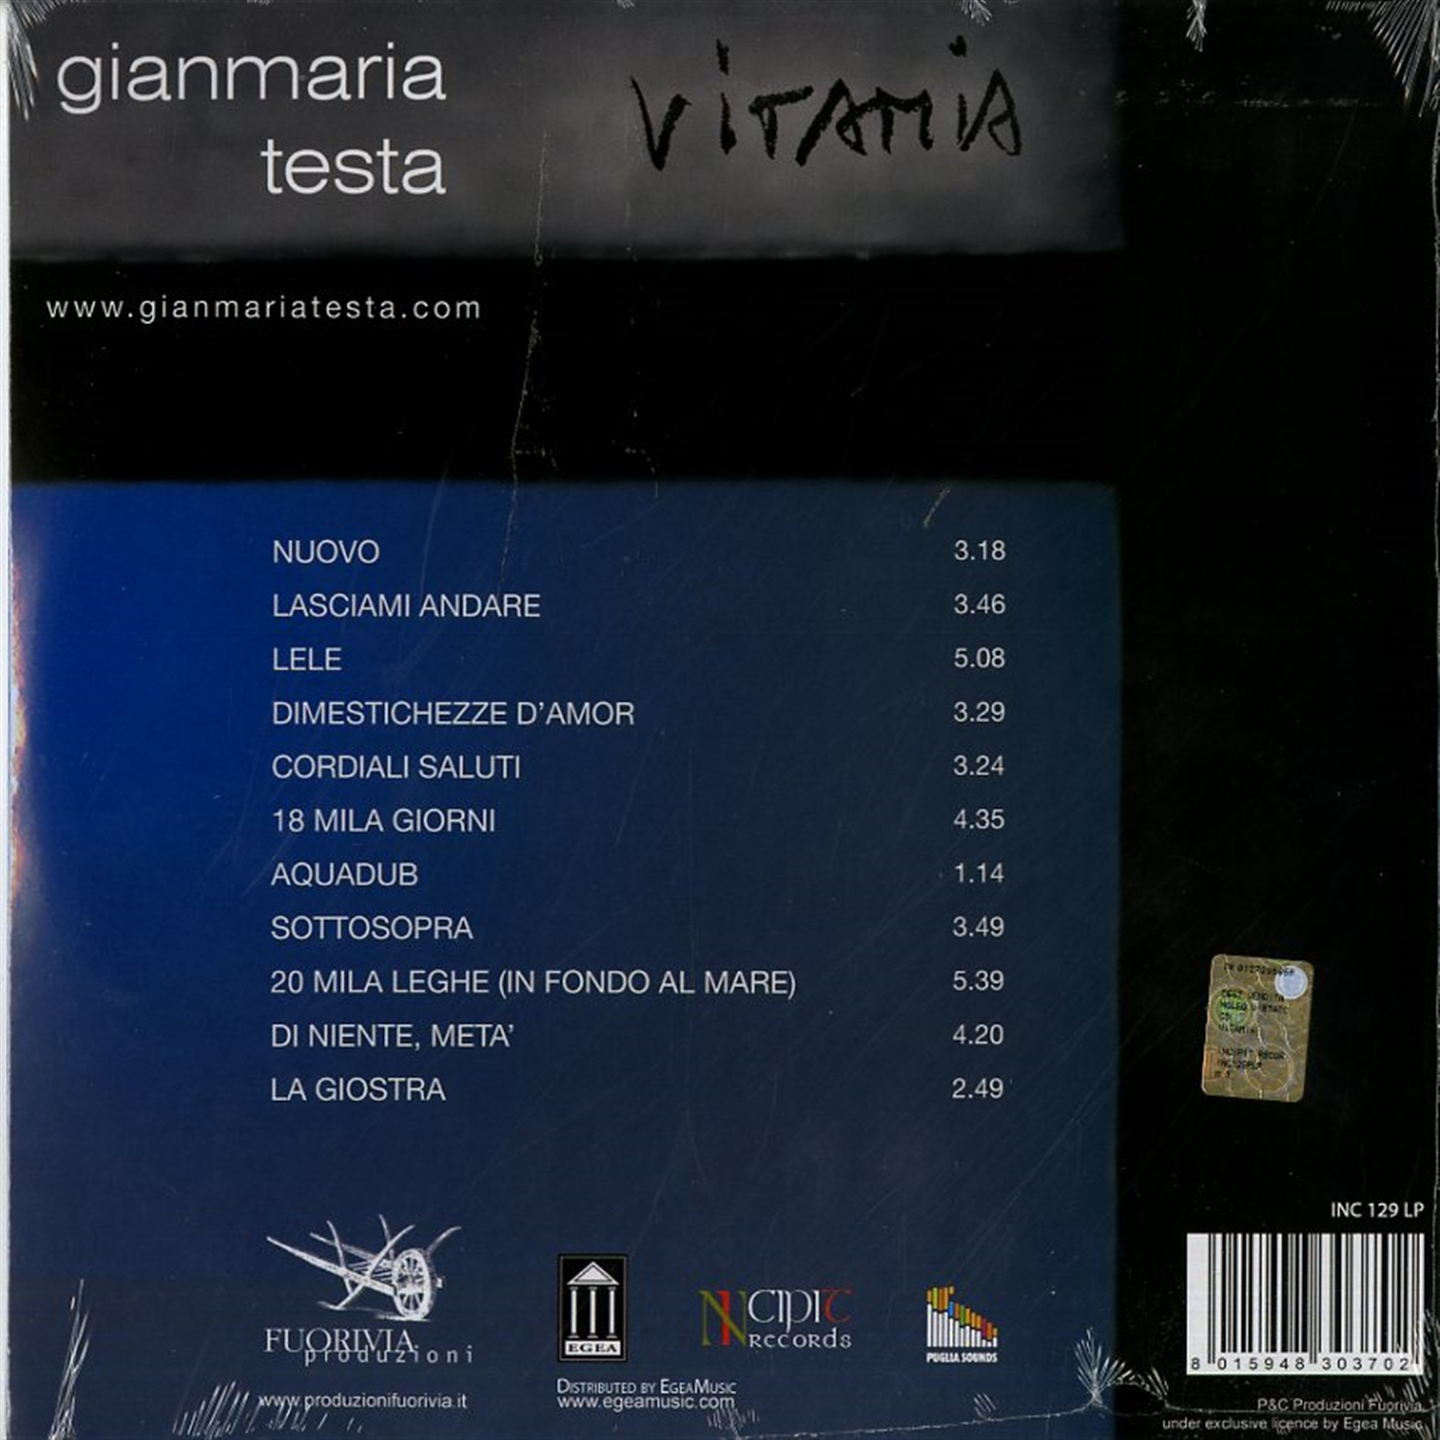 gianmaria
testa
VITAMIA
www.gianmariatesta.com
NUOVO 3.18
LASCIAMI ANDARE 3.46
LELE 5.08
DIMESTICHEZZE D’AMOR 3.29
CORDIALI SALUTI 3.24
18 MILA GIORNI 4.35
AQUADUB 1.14
SOTTOSOPRA 3.49
20 MILA LEGHE (IN FONDO AL MARE) 5.39
DI NIENTE, META’ 4.20
LA GIOSTRA 2.49
INC 129 LP
FUORIVIA
produzioni
www.produzionifuorivia.it
EGEA
DISTRIBUTED BY EGEAMUSIC
www.egeamusic.com
INCIPIT
RECORDS
PUGLIA SOUNDS
8 015948 303702
P&C Produzioni Fuorivia
under exclusive licence by Egea Music